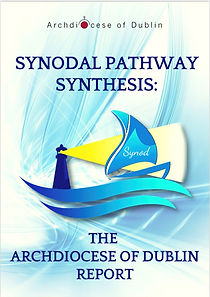 Archdiocese of Dublin
SYNODAL PATHWAY
SYNTHESIS:
Synod
THE
ARCHDIOCESE OF DUBLIN
REPORT